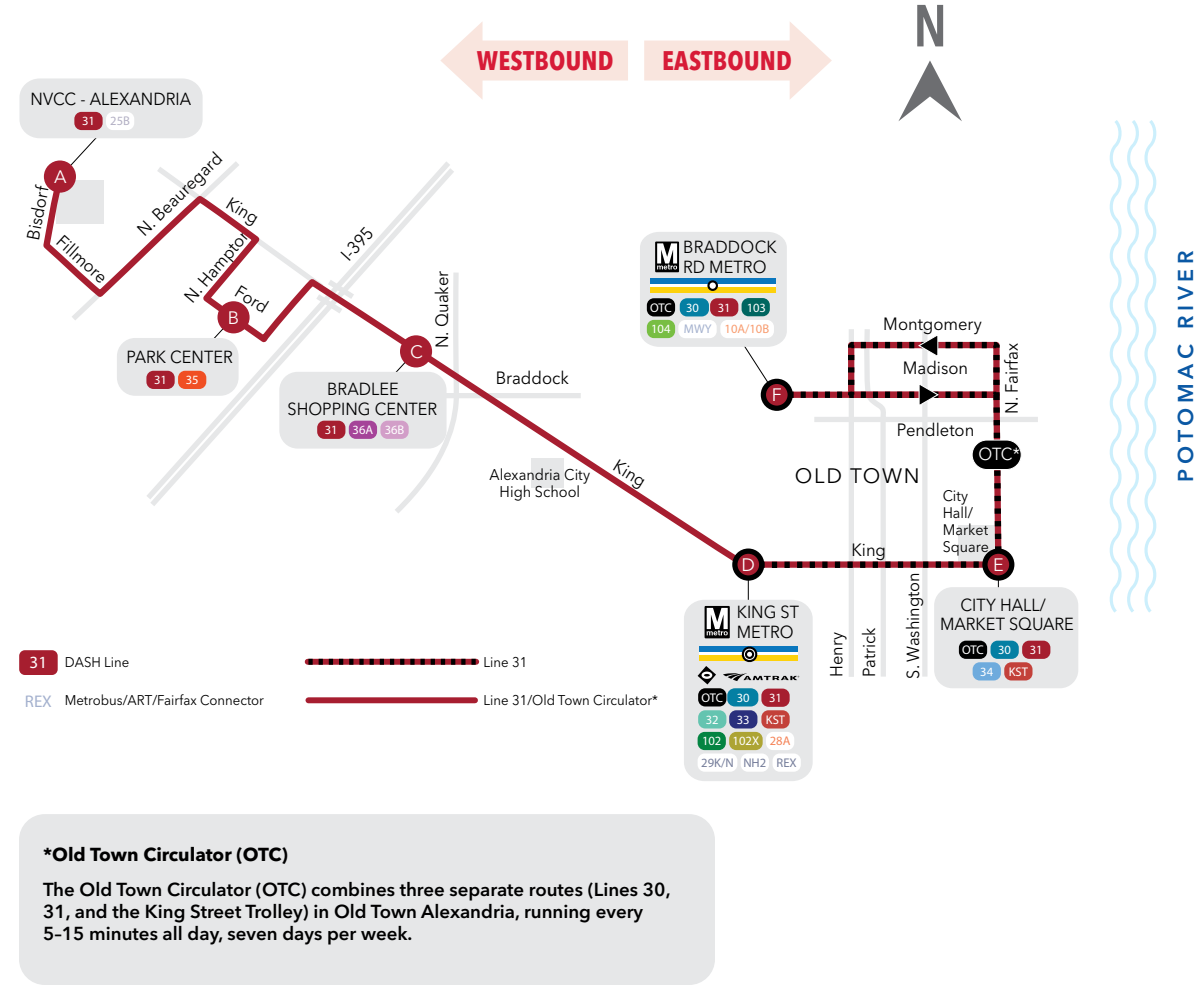 N
WESTBOUND
EASTBOUND
NVCC - ALEXANDRIA
31 25B
A
Bisdorf
Fillmore
N. Beauregard
King
N. Hampton
Ford
B
PARK CENTER
31 35
I-395
N. Quaker
C
BRADLEE
SHOPPING CENTER
31 36A 36B
Braddock
Alexandria City
High School
King
M
metro
BRADDOCK
RD METRO
OTC 30 31 103
104 MWY 10A/10B
F
Montgomery
Madison
N. Fairfax
Pendleton
OTC*
OLD TOWN
City
Hall/
Market
Square
King
D
E
M
metro
KING ST
METRO
AMTRAK
OTC 30 31
32 33 KST
102 102X 28A
29K/N NH2 REX
Henry
Patrick
S. Washington
CITY HALL/
MARKET SQUARE
OTC 30 31
34 KST
POTOMAC RIVER
31 DASH Line
Line 31
REX Metrobus/ART/Fairfax Connector
Line 31/Old Town Circulator*
*Old Town Circulator (OTC)
The Old Town Circulator (OTC) combines three separate routes (Lines 30,
31, and the King Street Trolley) in Old Town Alexandria, running every
5–15 minutes all day, seven days per week.